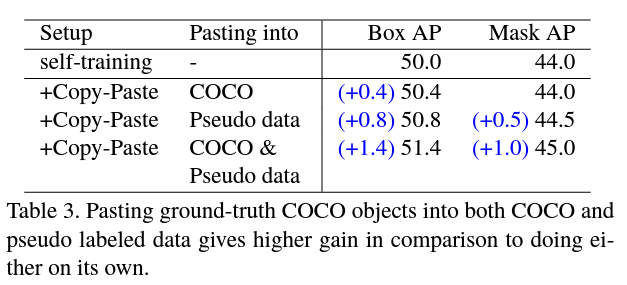 Setup Pasting into Box AP Mask AP
self-training - 50.0 44.0
+Copy-Paste COCO (+0.4) 50.4 44.0
+Copy-Paste Pseudo data (+0.8) 50.8 (+0.5) 44.5
+Copy-Paste COCO & (+1.4) 51.4 (+1.0) 45.0
Pseudo data
Table 3. Pasting ground-truth COCO objects into both COCO and
pseudo labeled data gives higher gain in comparison to doing ei-
ther on its own.